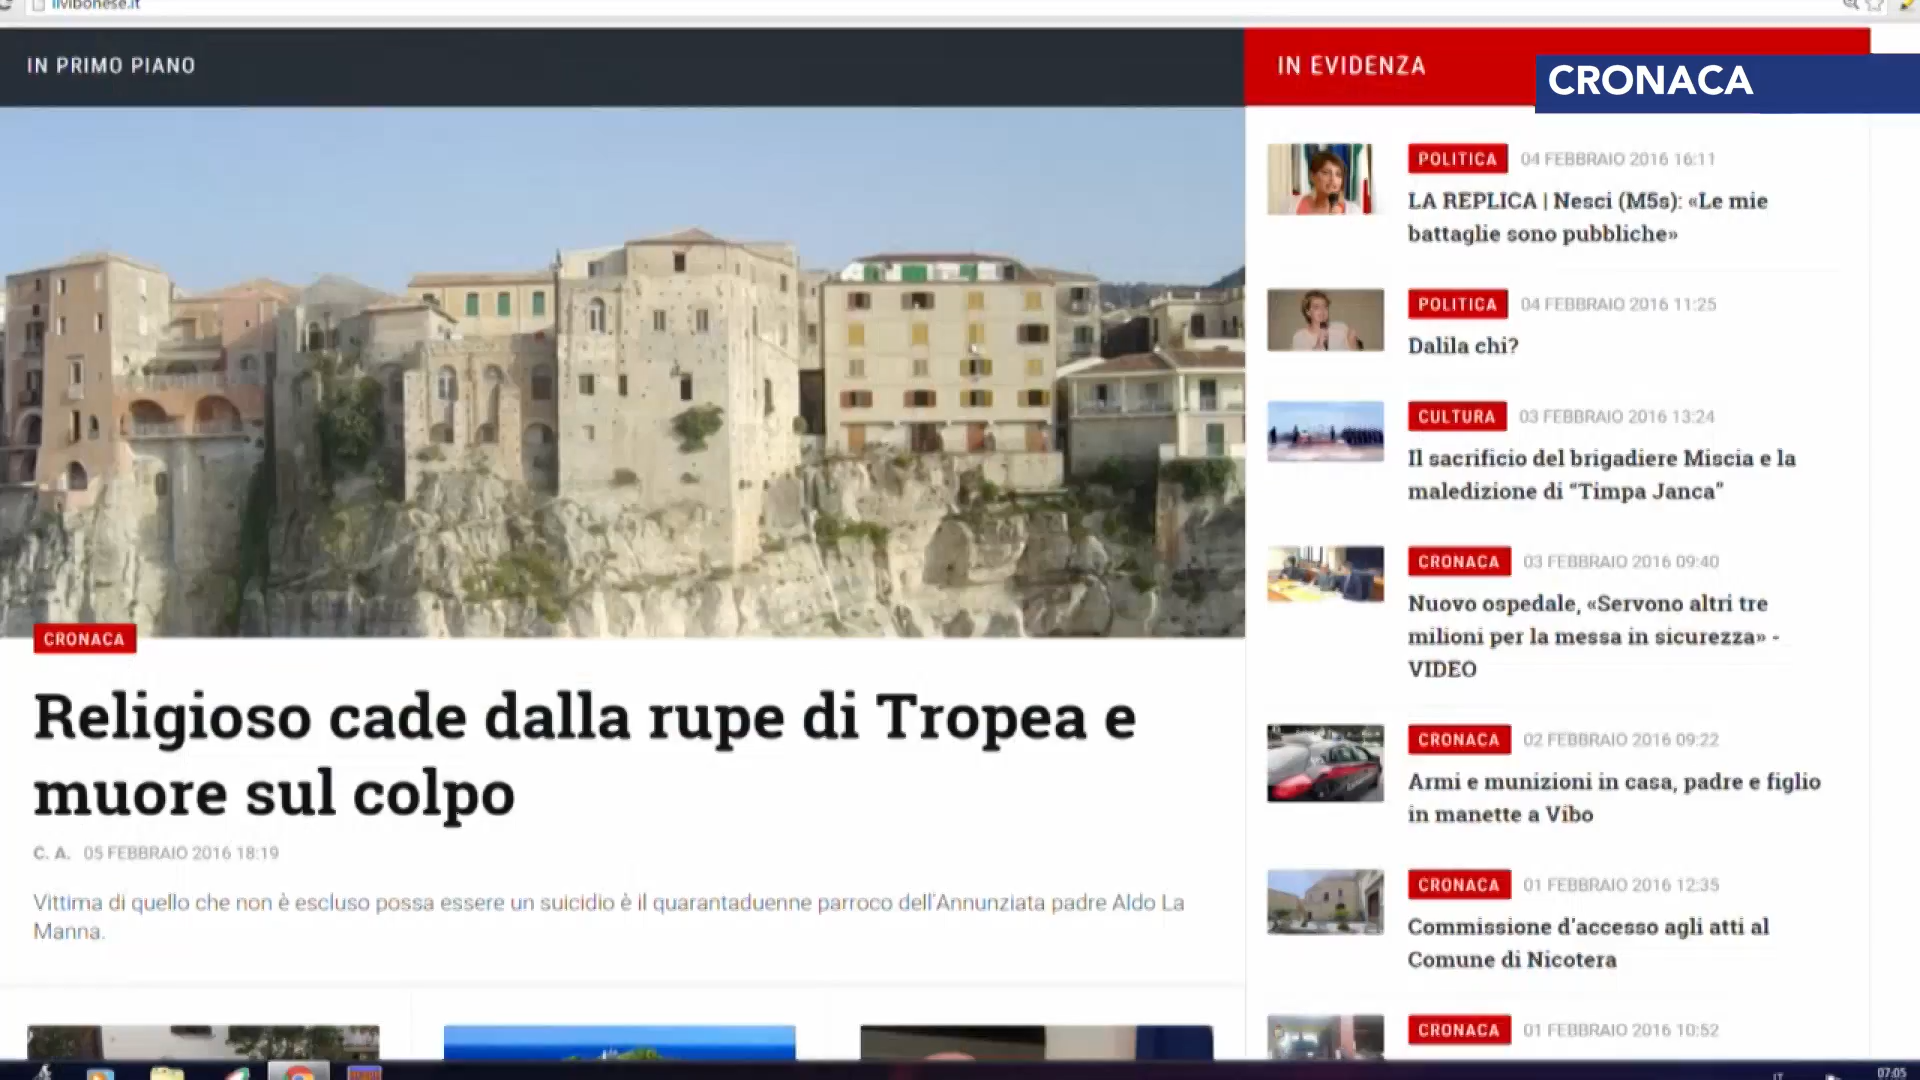 ilvibonese.it
IN PRIMO PIANO
IN EVIDENZA
CRONACA
POLITICA 04 FEBBRAIO 2016 16:11
LA REPLICA | Nesci (M5s): «Le mie
battaglie sono pubbliche»
POLITICA 04 FEBBRAIO 2016 11:25
Dalila chi?
CULTURA 03 FEBBRAIO 2016 13:24
Il sacrificio del brigadiere Miscia e la
maledizione di “Timpa Janca”
CRONACA 03 FEBBRAIO 2016 09:40
Nuovo ospedale, «Servono altri tre
milioni per la messa in sicurezza» -
VIDEO
CRONACA 02 FEBBRAIO 2016 09:22
Armi e munizioni in casa, padre e figlio
in manette a Vibo
CRONACA 01 FEBBRAIO 2016 12:35
Commissione d'accesso agli atti al
Comune di Nicotera
CRONACA 01 FEBBRAIO 2016 10:52
CRONACA
Religioso cade dalla rupe di Tropea e
muore sul colpo
C. A. 05 FEBBRAIO 2016 18:19
Vittima di quello che non è escluso possa essere un suicidio è il quarantaduenne parroco dell'Annunziata padre Aldo La
Manna.
IT
07:05